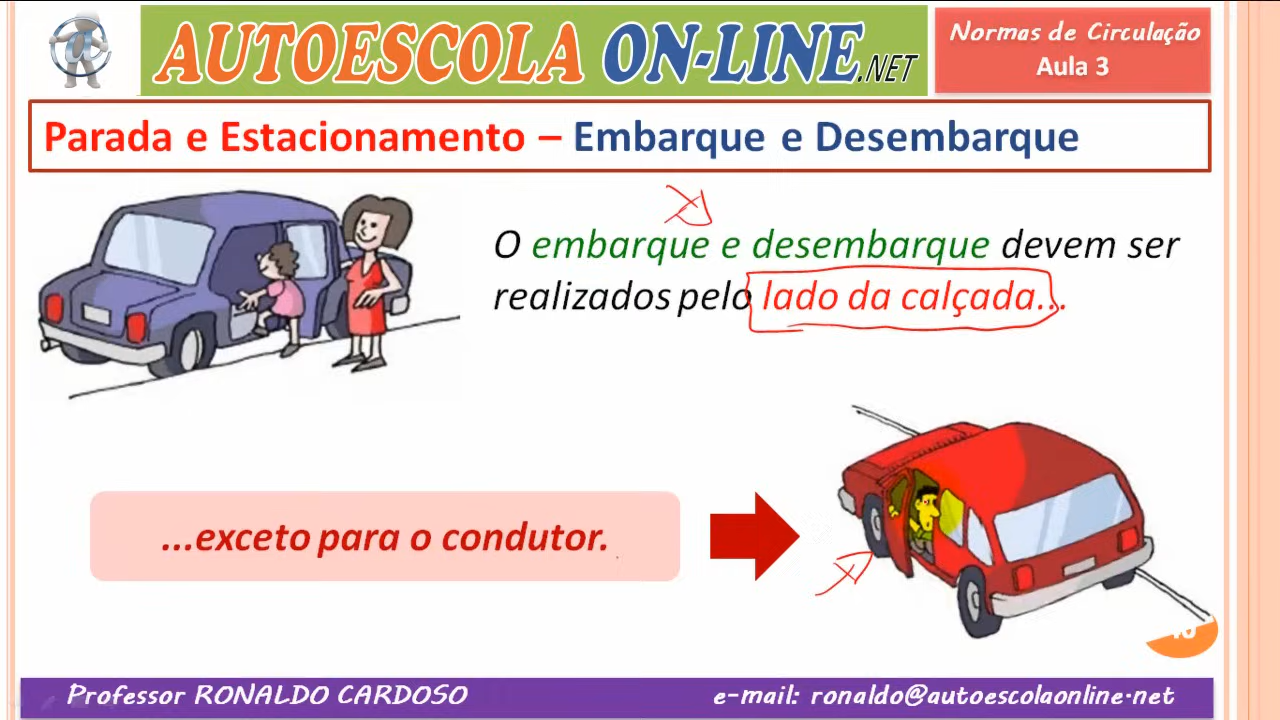 AUTOESCOLA ON-LINE.NET
Normas de Circulação
Aula 3
Parada e Estacionamento – Embarque e Desembarque
O embarque e desembarque devem ser
realizados pelo lado da calçada...
...exceto para o condutor.
Professor RONALDO CARDOSO
e-mail: ronaldo@autoescolaonline.net